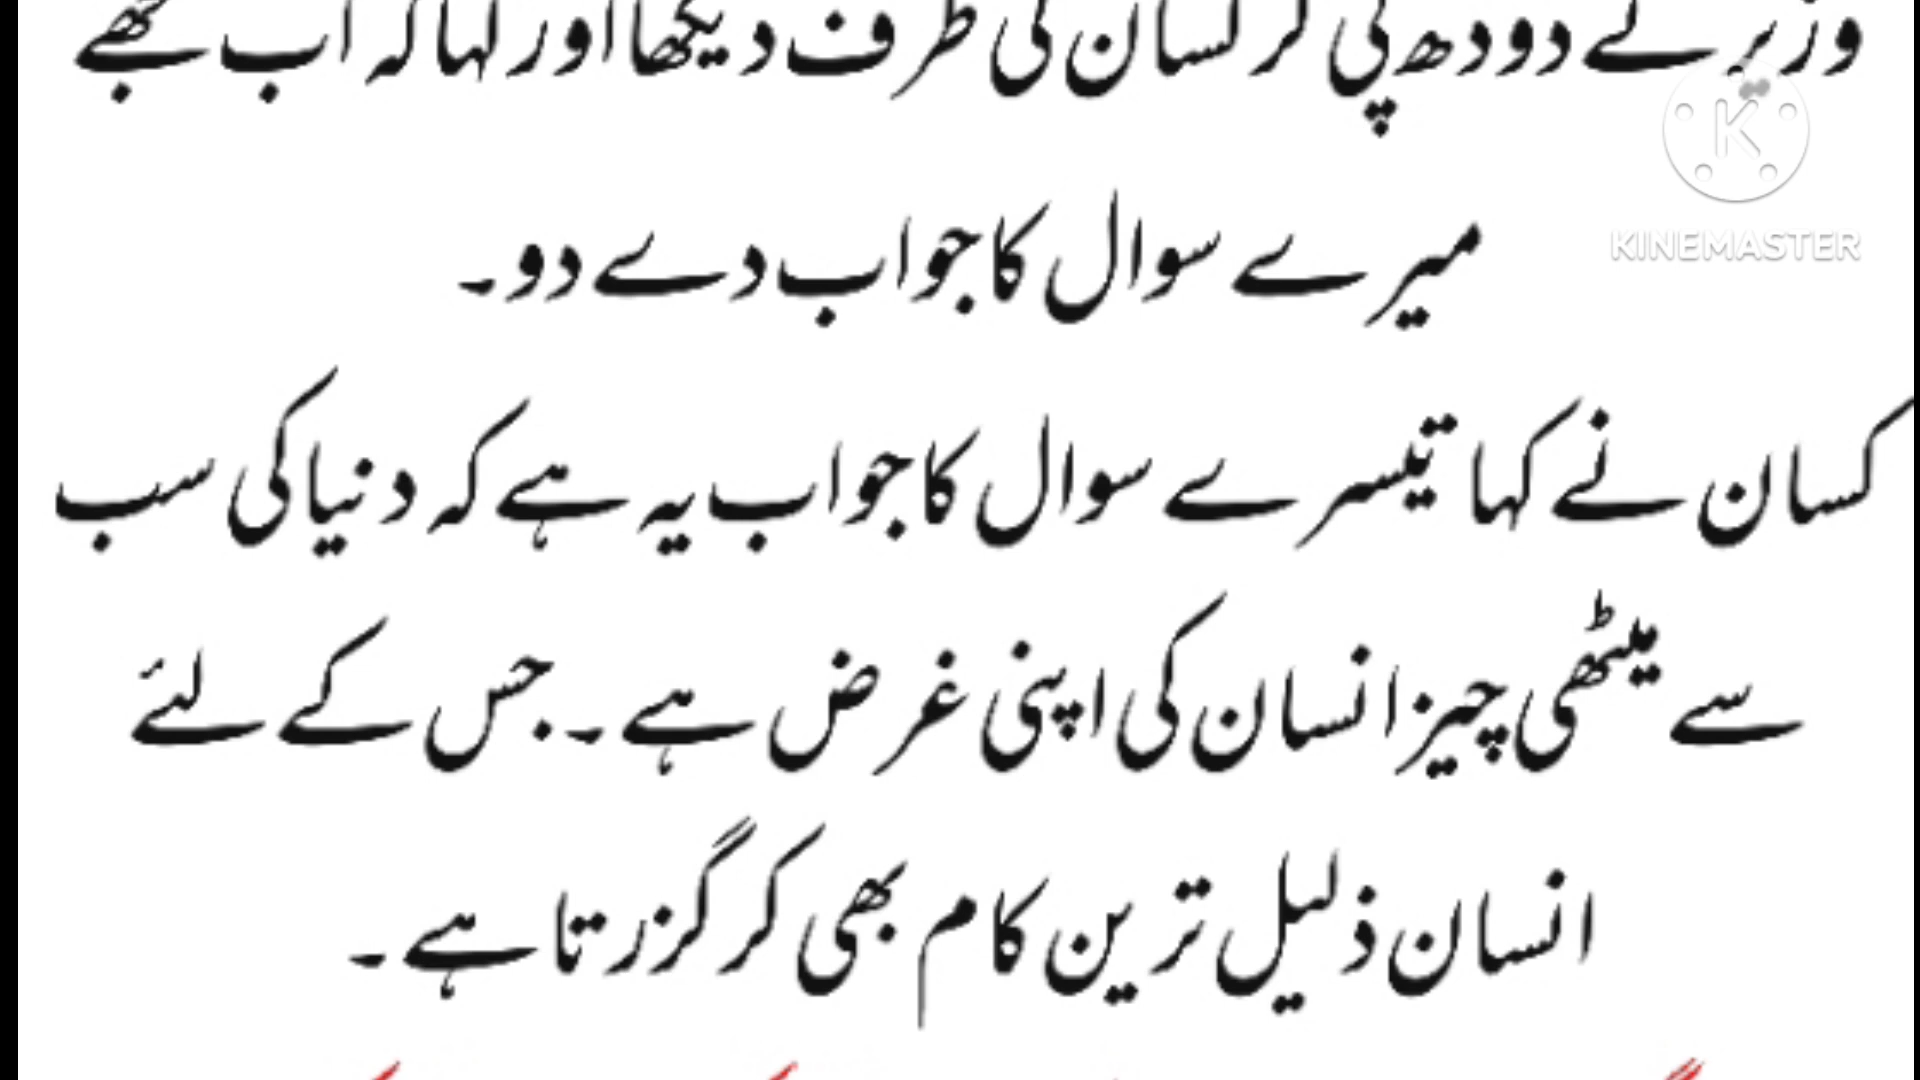 وزیر نے دودھ پی کر کسان کی طرف دیکھا اور کہا کہ اب مجھے
KINEMASTER
میرے سوال کا جواب دے دو۔
کسان نے کہا تیسرے سوال کا جواب یہ ہے کہ دنیا کی سب
سے میٹھی چیز انسان کی اپنی غرض ہے۔ جس کے لئے
انسان ذلیل ترین کام بھی کر گزرتا ہے۔